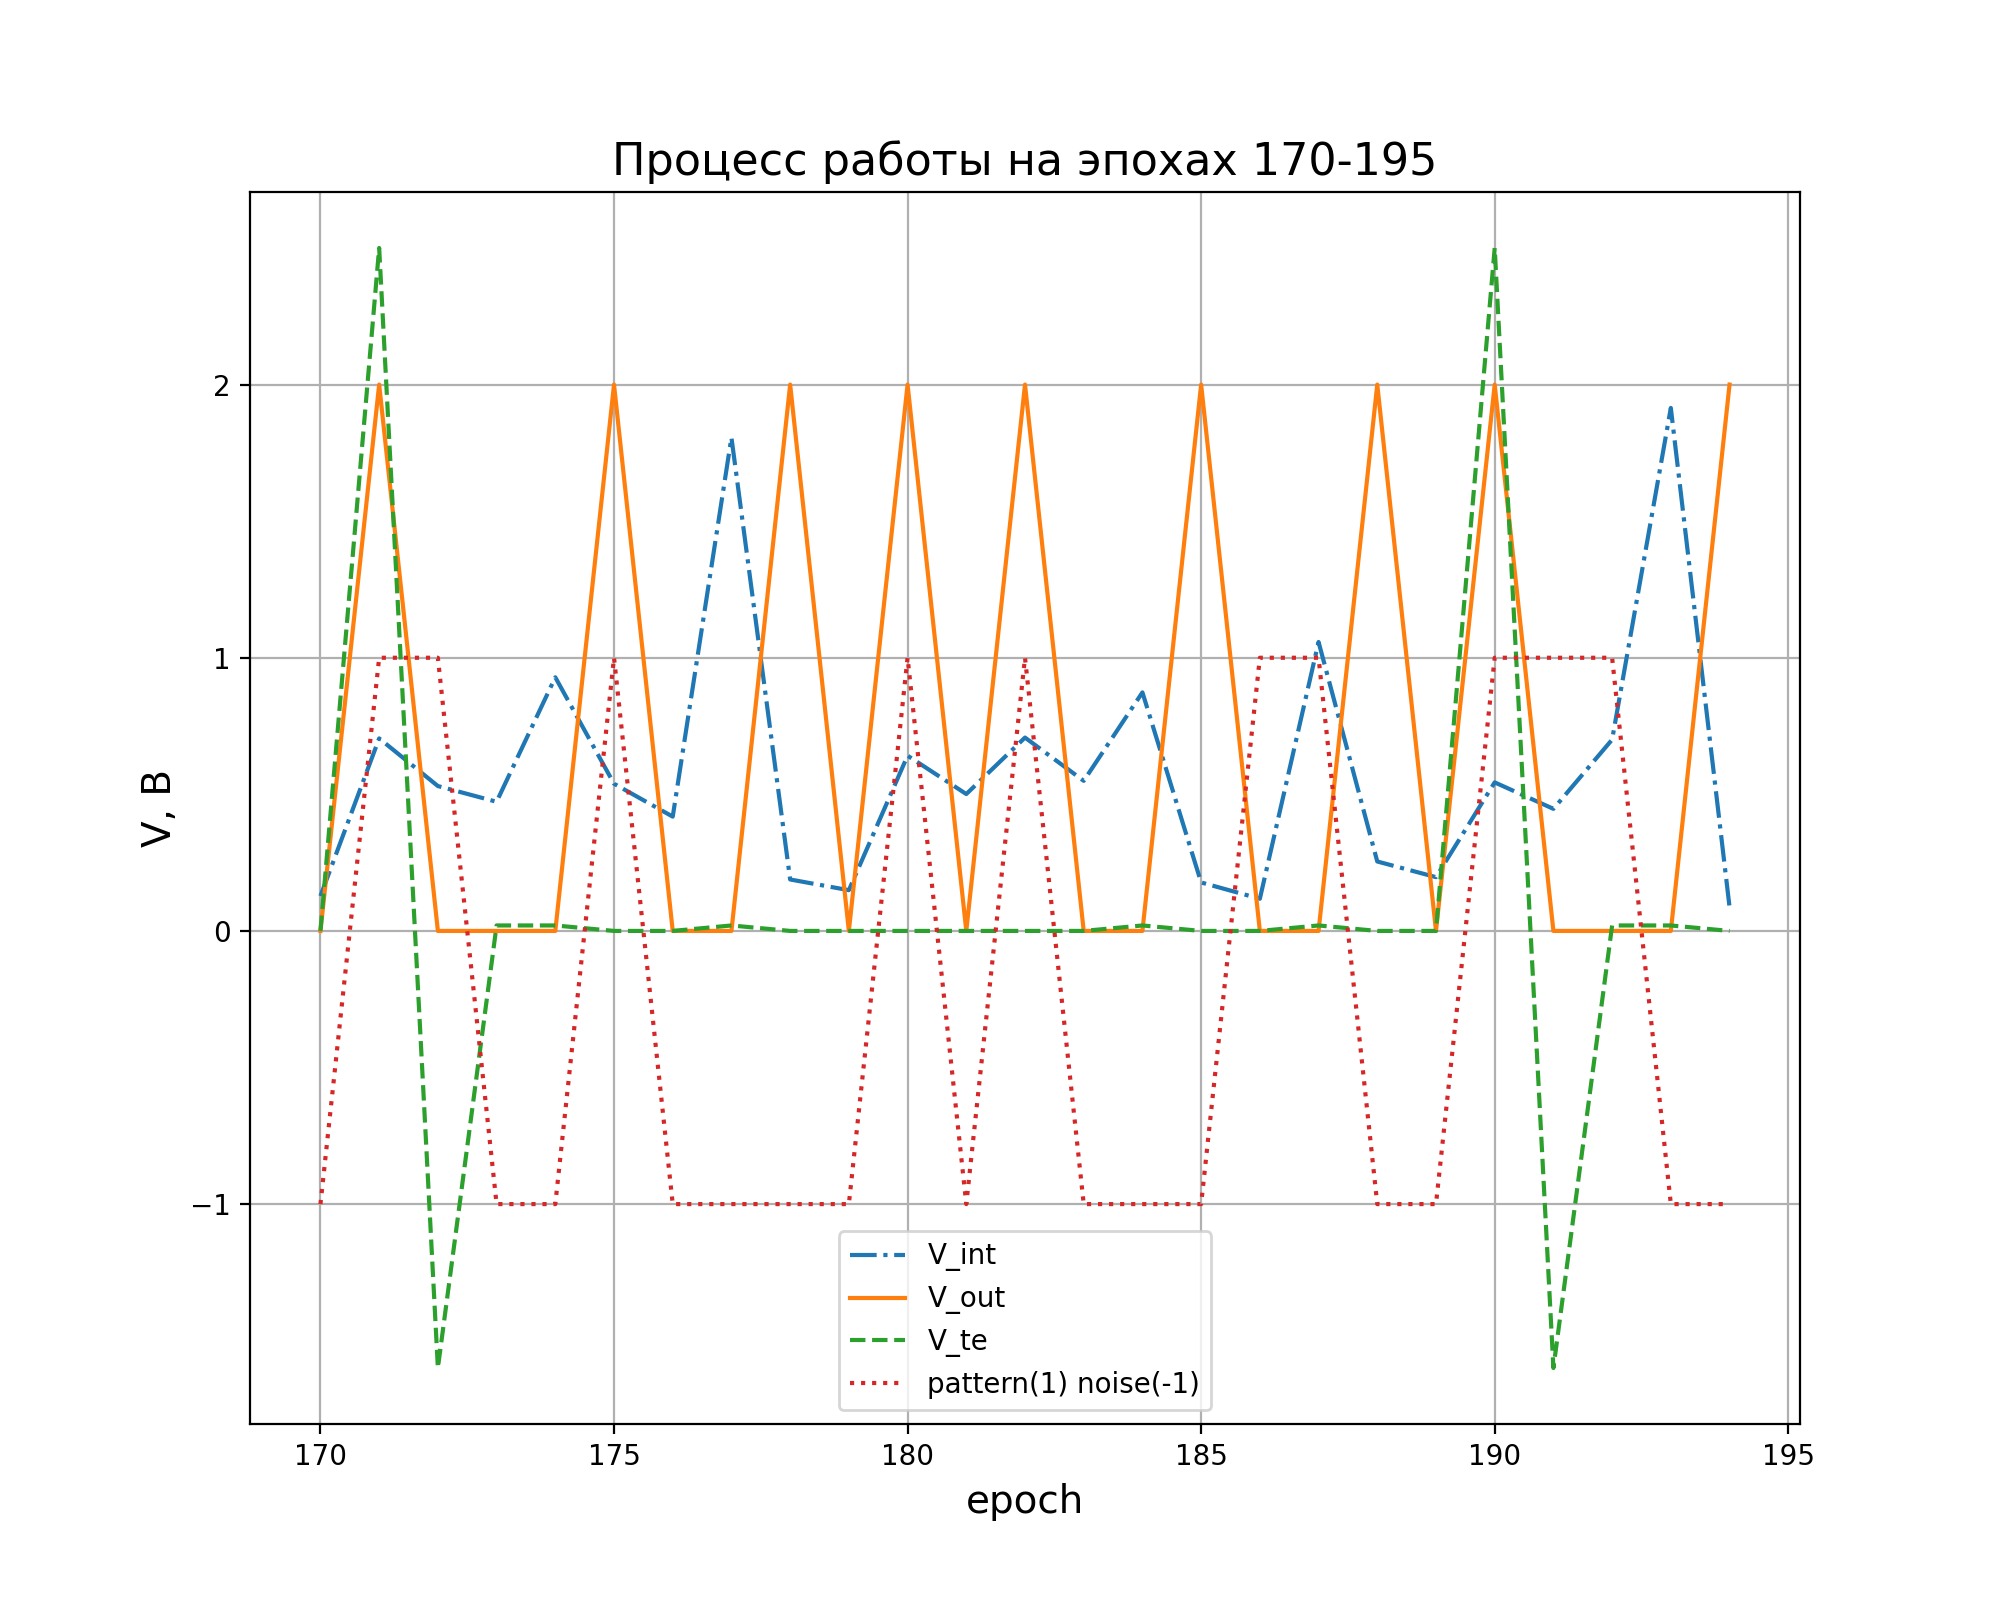 Процесс работы на эпохах 170-195
V, В
2
1
0
−1
170 175 180 185 190 195
epoch
V_int
V_out
V_te
pattern(1) noise(-1)